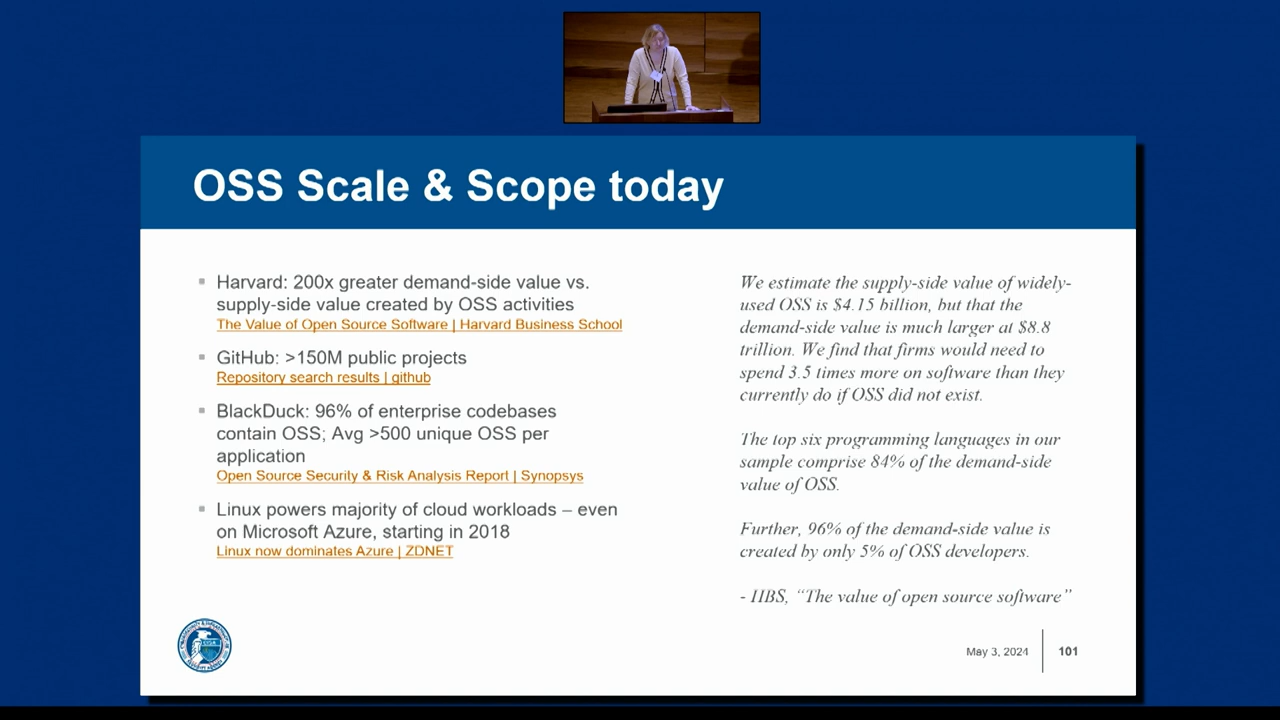 OSS Scale & Scope today
Harvard: 200x greater demand-side value vs.
supply-side value created by OSS activities
The Value of Open Source Software | Harvard Business School
GitHub: >150M public projects
Repository search results | github
BlackDuck: 96% of enterprise codebases
contain OSS; Avg >500 unique OSS per
application
Open Source Security & Risk Analysis Report | Synopsys
Linux powers majority of cloud workloads – even
on Microsoft Azure, starting in 2018
Linux now dominates Azure | ZDNET
We estimate the supply-side value of widely-
used OSS is $4.15 billion, but that the
demand-side value is much larger at $8.8
trillion. We find that firms would need to
spend 3.5 times more on software than they
currently do if OSS did not exist.
The top six programming languages in our
sample comprise 84% of the demand-side
value of OSS.
Further, 96% of the demand-side value is
created by only 5% of OSS developers.
- HBS, “The value of open source software”
CISA
May 3, 2024
101